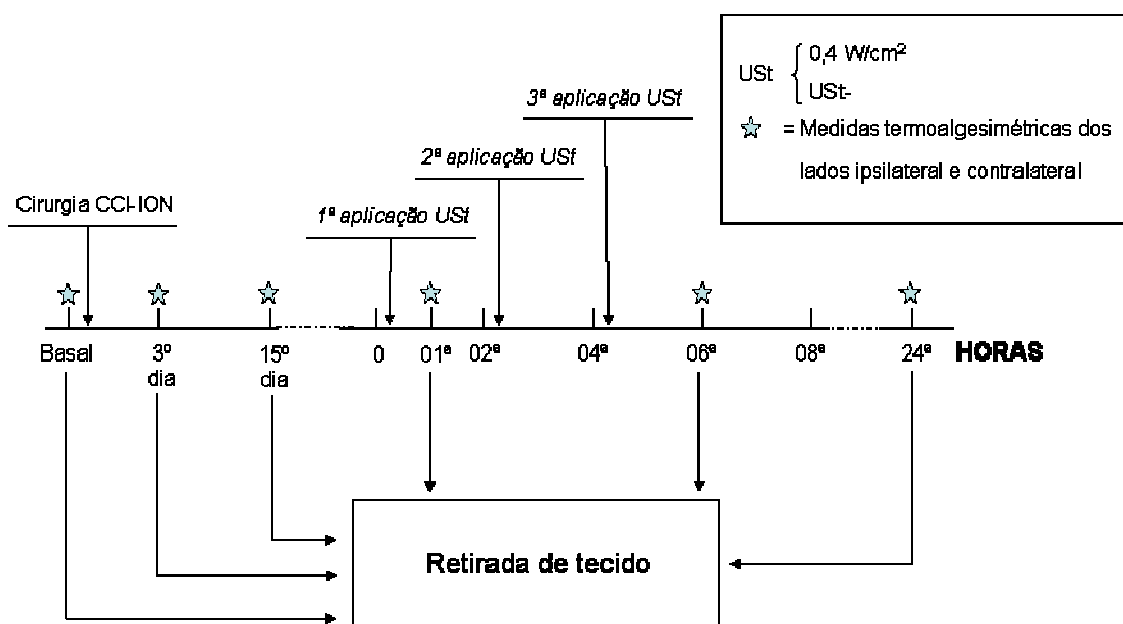 USt { 0,4 W/cm²
USt-
= Medidas termoalgesimétricas dos
lados ipsilateral e contralateral
3ª aplicação USt
2ª aplicação USt
Cirurgia CCI-ION
1ª aplicação USt
Basal
3º
dia
15º
dia
0
01ª
02ª
04ª
06ª
08ª
24ª
HORAS
Retirada de tecido